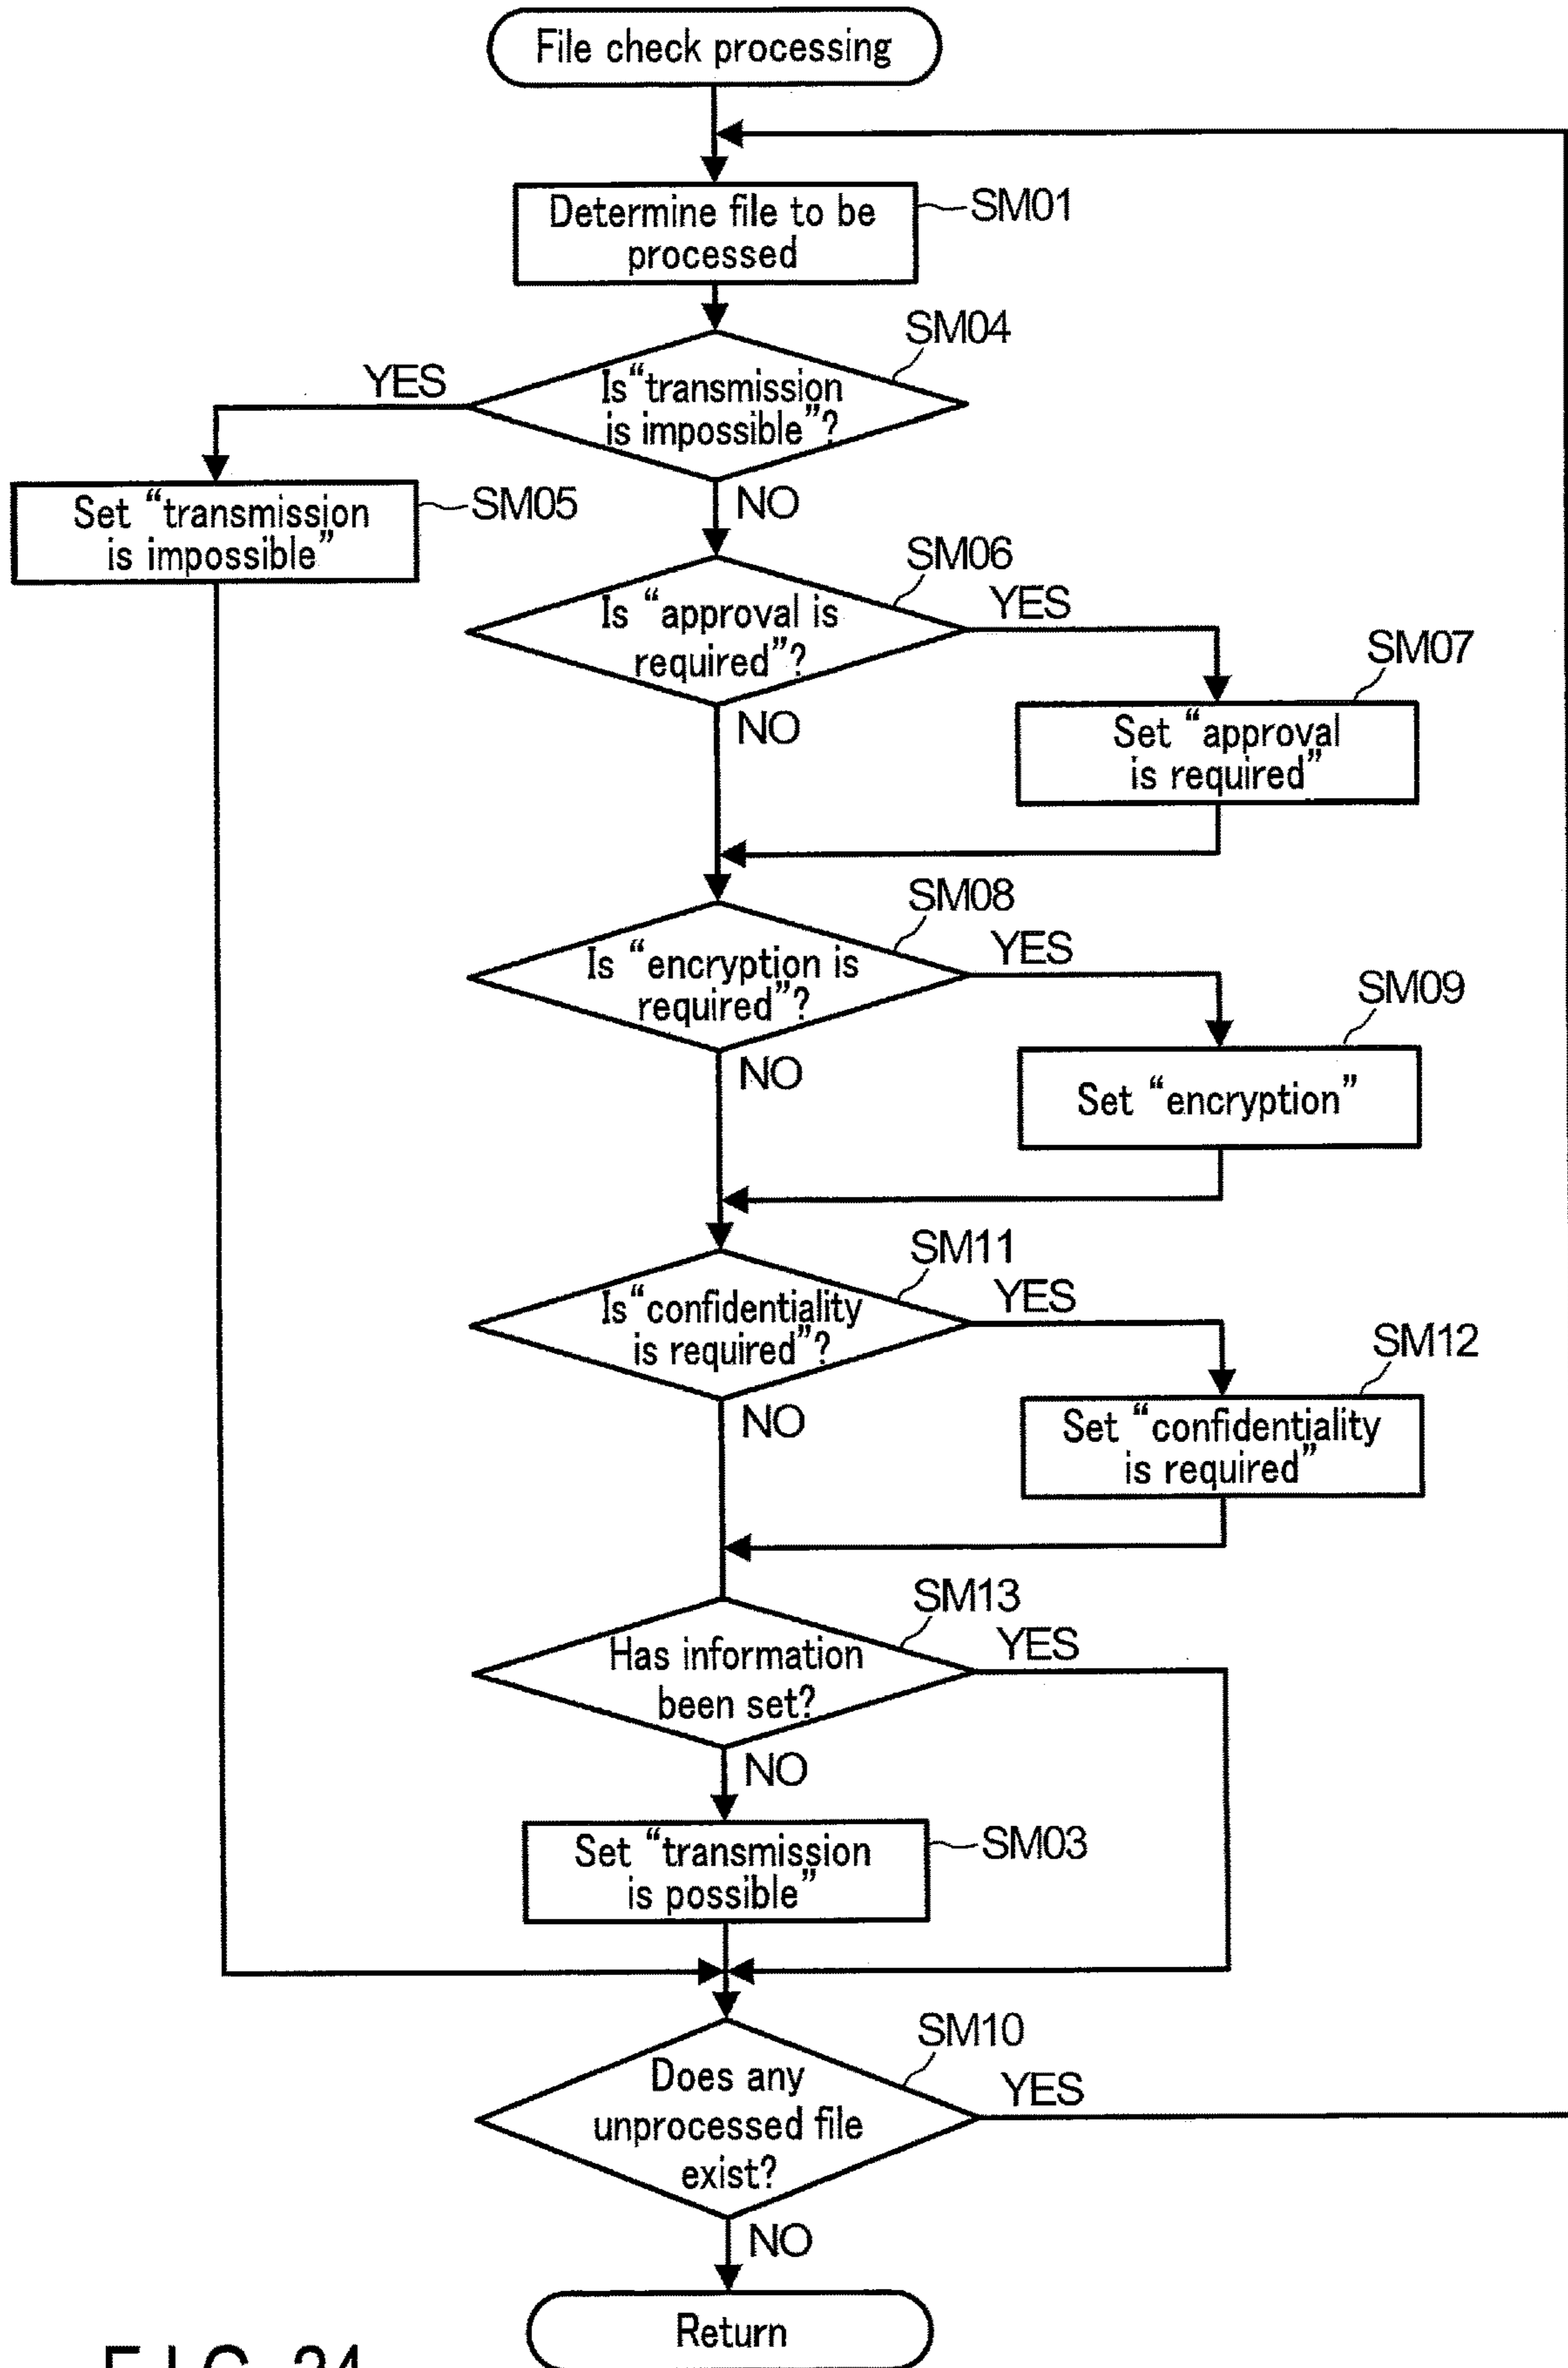 File check processing
Determine file to be
processed
SM01
SM04
Is “transmission
is impossible”?
YES
NO
Set “transmission
is impossible”
SM05
SM06
Is “approval is
required”?
YES
NO
SM07
Set “approval
is required”
SM08
Is “encryption is
required”?
YES
NO
SM09
Set “encryption”
SM11
Is “confidentiality
is required”?
YES
NO
SM12
Set “confidentiality
is required”
SM13
Has information
been set?
YES
NO
Set “transmission
is possible”
SM03
SM10
Does any
unprocessed file
exist?
YES
NO
Return